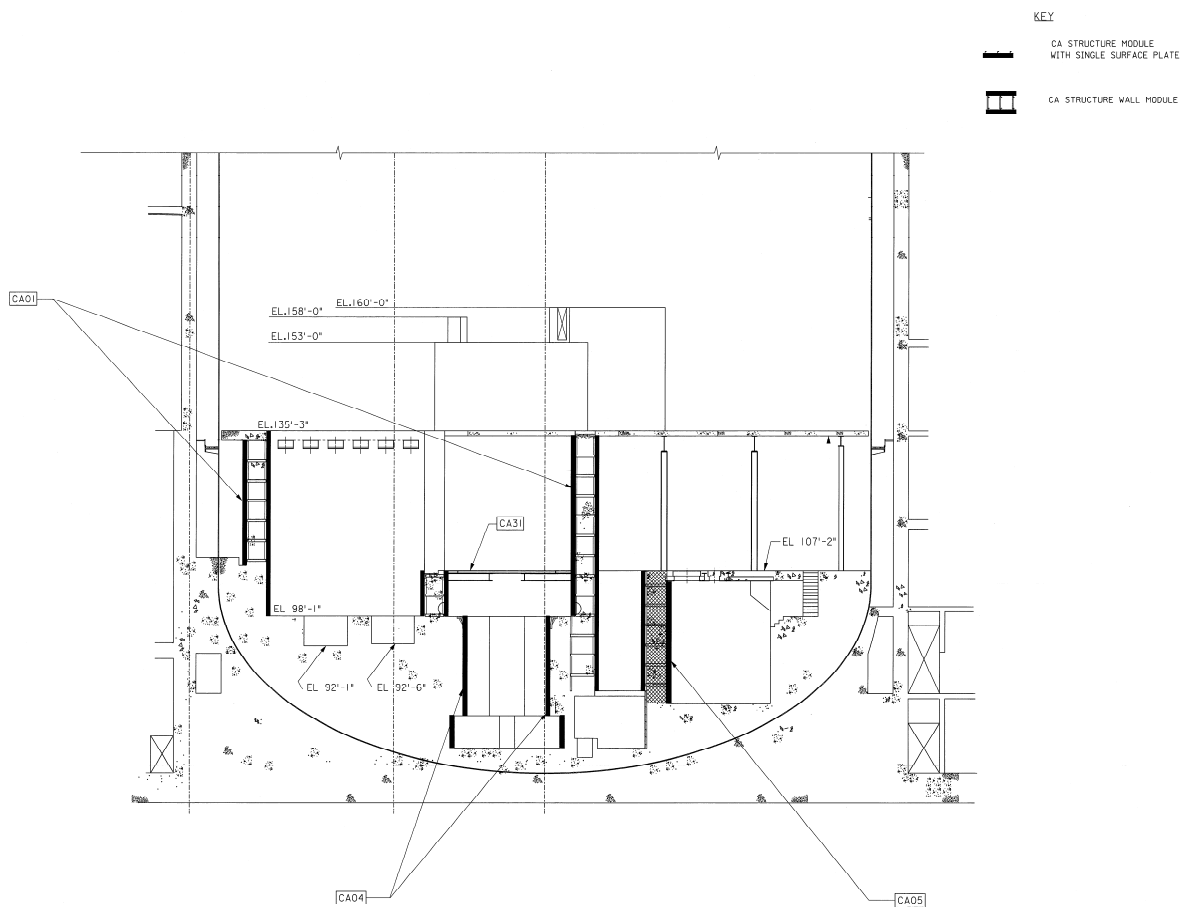 KEY
CA STRUCTURE MODULE
WITH SINGLE SURFACE PLATE
CA STRUCTURE WALL MODULE
CA01
EL.160'-0"
EL.158'-0"
EL.153'-0"
EL.135'-3"
CA31
EL 107'-2"
EL 98'-1"
EL 92'-1"
EL 92'-6"
CA04
CA05